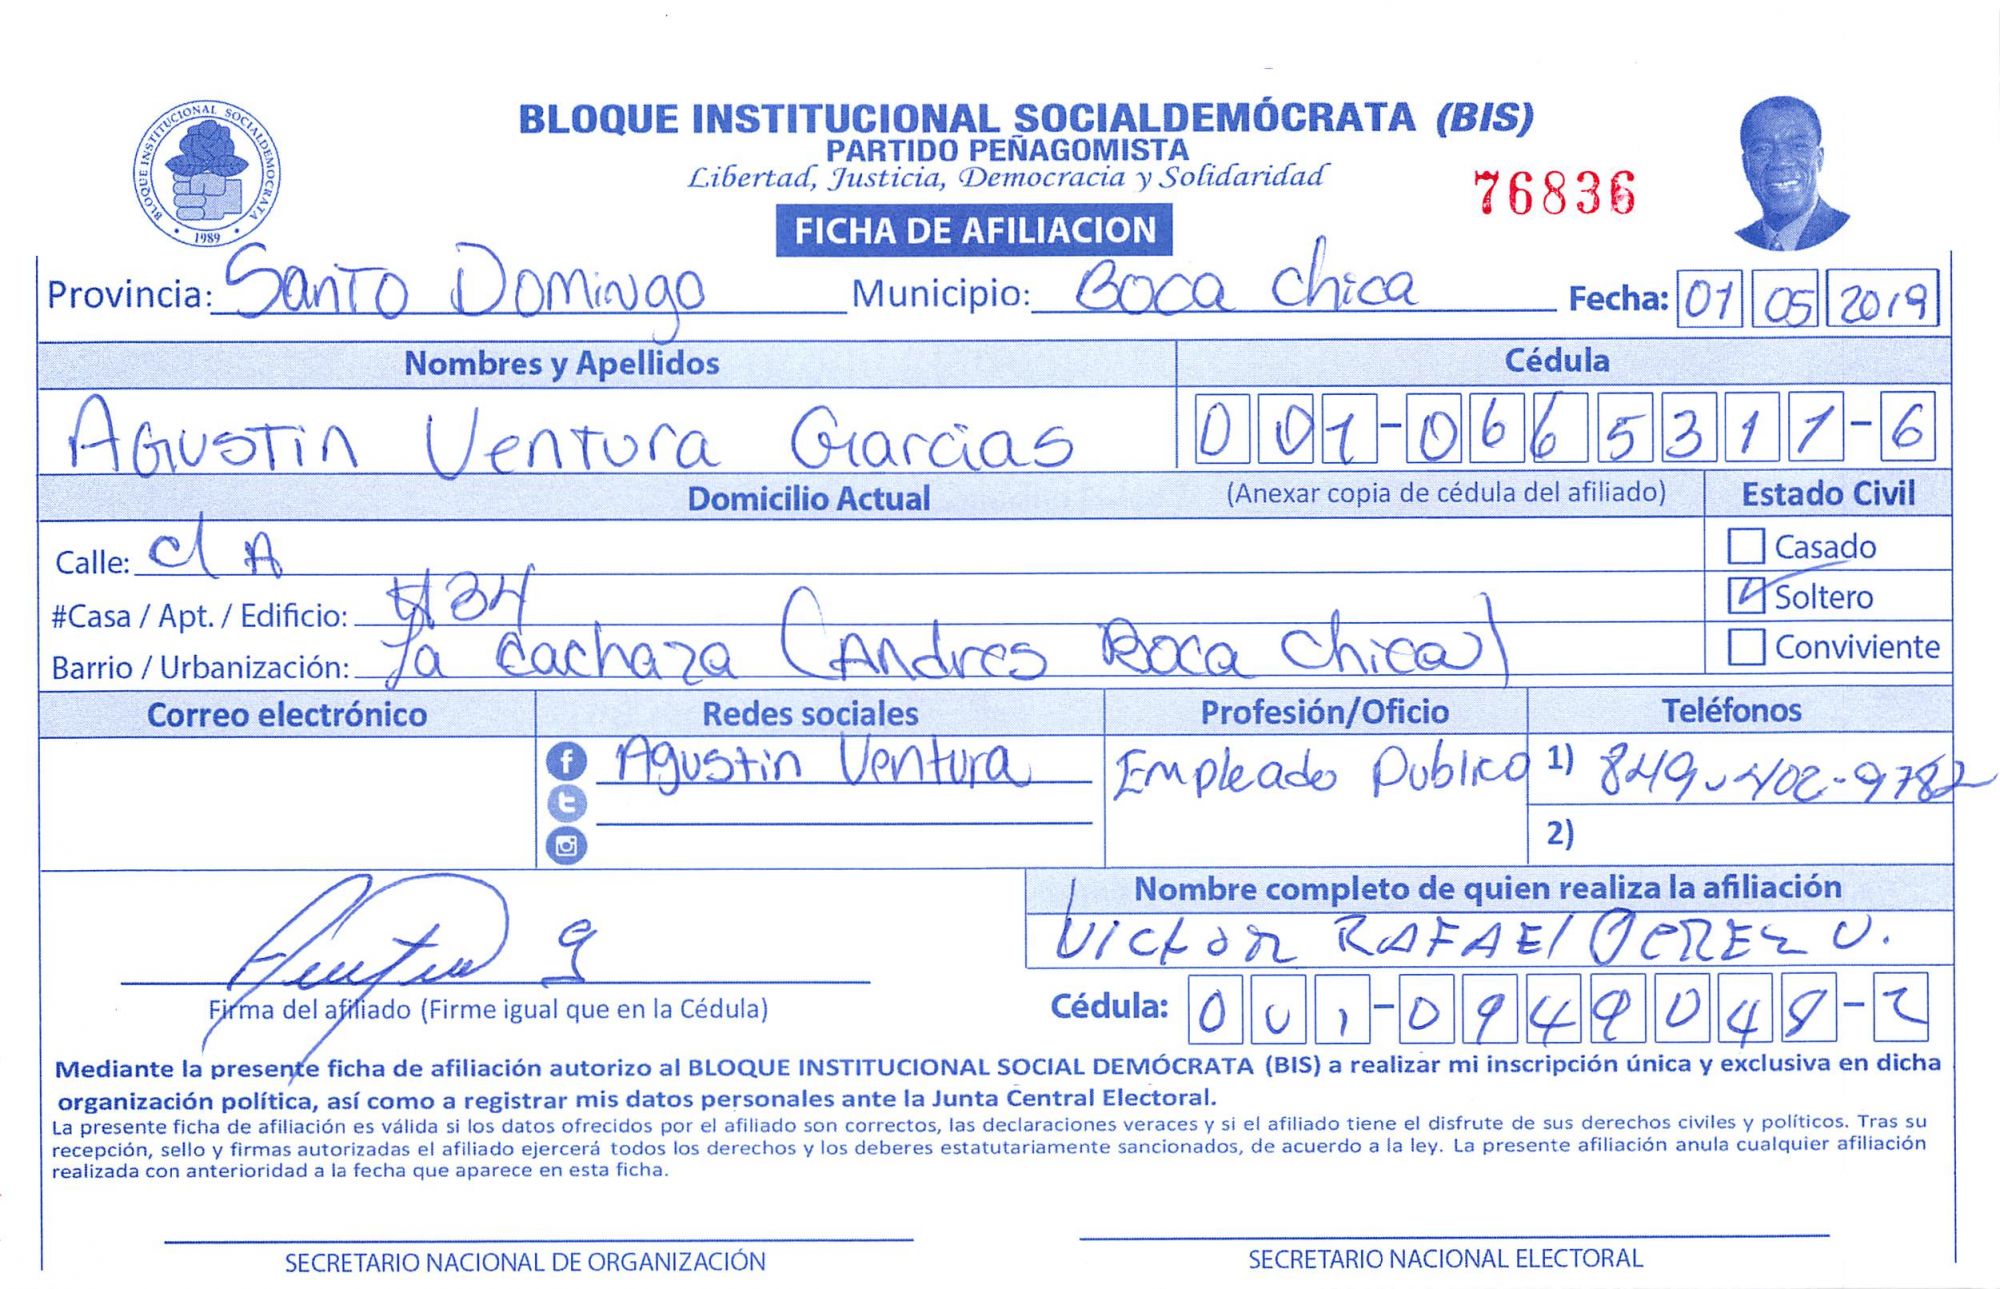 BLOQUE INSTITUCIONAL SOCIALDEMÓCRATA (BIS)
PARTIDO PEÑAGOMISTA
Libertad, Justicia, Democracia y Solidaridad
76836
BLOQUE INSTITUCIONAL SOCIALDEMOCRATA
1989
FICHA DE AFILIACION
Provincia: Santo Domingo Municipio: Boca chica Fecha: 01 05 2019
Nombres y Apellidos Cédula
Agustin Ventura Garcias 001-0665311-6
Domicilio Actual (Anexar copia de cédula del afiliado) Estado Civil
Calle: c/ A Casado
#Casa / Apt. / Edificio: #34 Soltero
Barrio / Urbanización: La cachaza (Andres Boca Chica) Conviviente
Correo electrónico Redes sociales Profesión/Oficio Teléfonos
Agustin Ventura Empleado Publico 1) 849-402-9782
2)
Nombre completo de quien realiza la afiliación
Victor RAFAEl PEREZ V.
Firma del afiliado (Firme igual que en la Cédula) Cédula: 001-0949048-2
Mediante la presente ficha de afiliación autorizo al BLOQUE INSTITUCIONAL SOCIAL DEMÓCRATA (BIS) a realizar mi inscripción única y exclusiva en dicha
organización política, así como a registrar mis datos personales ante la Junta Central Electoral.
La presente ficha de afiliación es válida si los datos ofrecidos por el afiliado son correctos, las declaraciones veraces y si el afiliado tiene el disfrute de sus derechos civiles y políticos. Tras su
recepción, sello y firmas autorizadas el afiliado ejercerá todos los derechos y los deberes estatutariamente sancionados, de acuerdo a la ley. La presente afiliación anula cualquier afiliación
realizada con anterioridad a la fecha que aparece en esta ficha.
SECRETARIO NACIONAL DE ORGANIZACIÓN SECRETARIO NACIONAL ELECTORAL